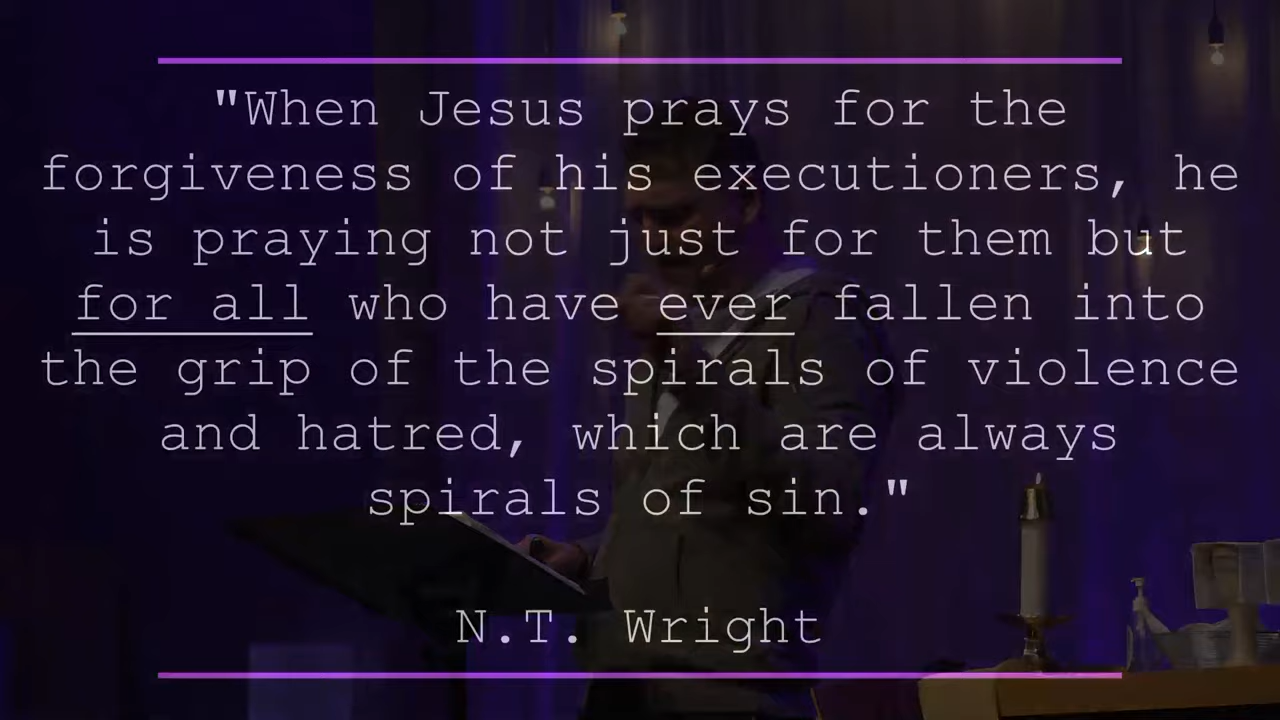 "When Jesus prays for the
forgiveness of his executioners, he
is praying not just for them but
for all who have ever fallen into
the grip of the spirals of violence
and hatred, which are always
spirals of sin."
N.T. Wright